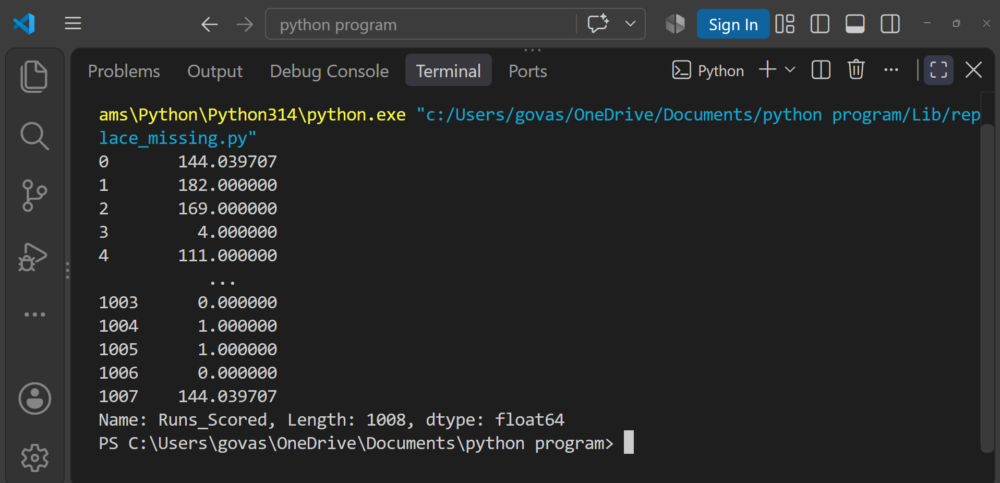 python program
Sign In
Problems Output Debug Console Terminal Ports Python
ams\Python\Python314\python.exe "c:/Users/govas/OneDrive/Documents/python program/Lib/rep
lace_missing.py"
0 144.039707
1 182.000000
2 169.000000
3 4.000000
4 111.000000
...
1003 0.000000
1004 1.000000
1005 1.000000
1006 0.000000
1007 144.039707
Name: Runs_Scored, Length: 1008, dtype: float64
PS C:\Users\govas\OneDrive\Documents\python program>